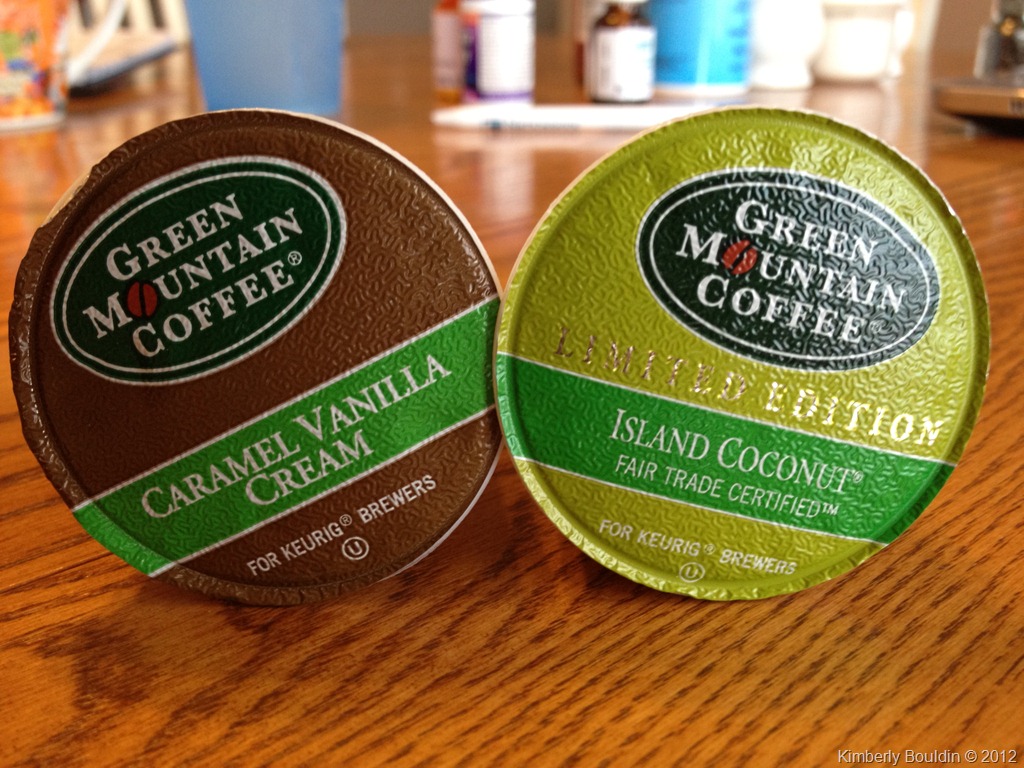 GREEN
MOUNTAIN
COFFEE®
CARAMEL VANILLA
CREAM
FOR KEURIG® BREWERS
U
GREEN
MOUNTAIN
COFFEE®
LIMITED EDITION
ISLAND COCONUT®
FAIR TRADE CERTIFIED™
FOR KEURIG® BREWERS
U
Kimberly Bouldin © 2012